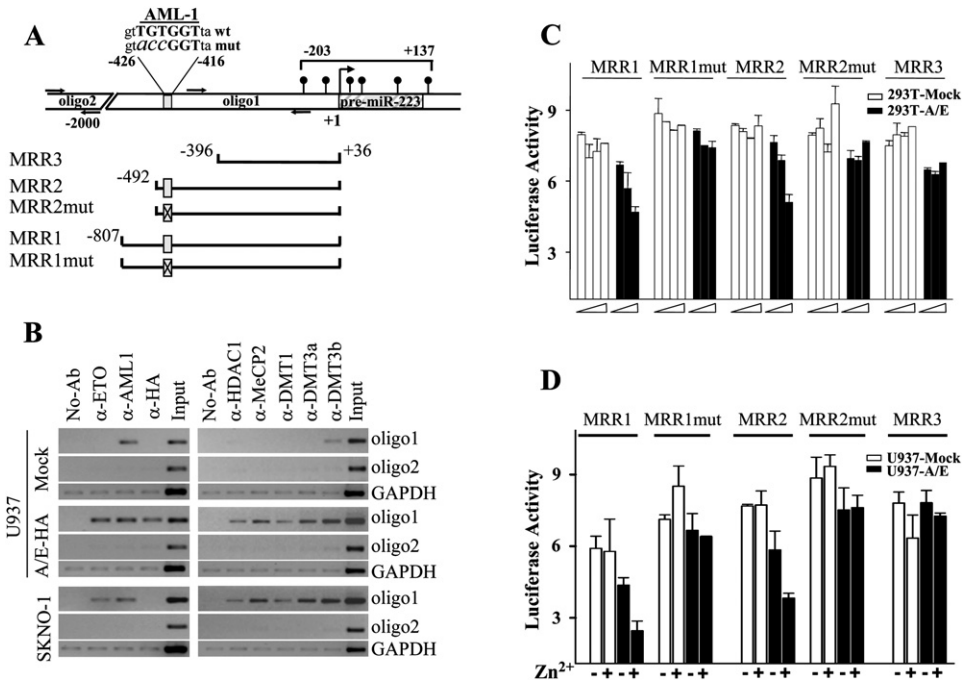 A
AML-1
gtTGTGGTta wt
gtaccGGTta mut
-426 -416
-203 +137
oligo2 oligo1 pre-miR-223
-2000 +1
MRR3 -396 +36
MRR2 -492
MRR2mut
MRR1 -807
MRR1mut
B
No-Ab α-ETO α-AML1 α-HA Input No-Ab α-HDAC1 α-MeCP2 α-DMT1 α-DMT3a α-DMT3b Input
U937
Mock
oligo1
oligo2
GAPDH
A/E-HA
oligo1
oligo2
GAPDH
SKNO-1
oligo1
oligo2
GAPDH
C
MRR1 MRR1mut MRR2 MRR2mut MRR3
293T-Mock
293T-A/E
Luciferase Activity
9
6
3
D
MRR1 MRR1mut MRR2 MRR2mut MRR3
U937-Mock
U937-A/E
Luciferase Activity
9
6
3
Zn2+ - + - + - + - + - + - + - + - + - + - +